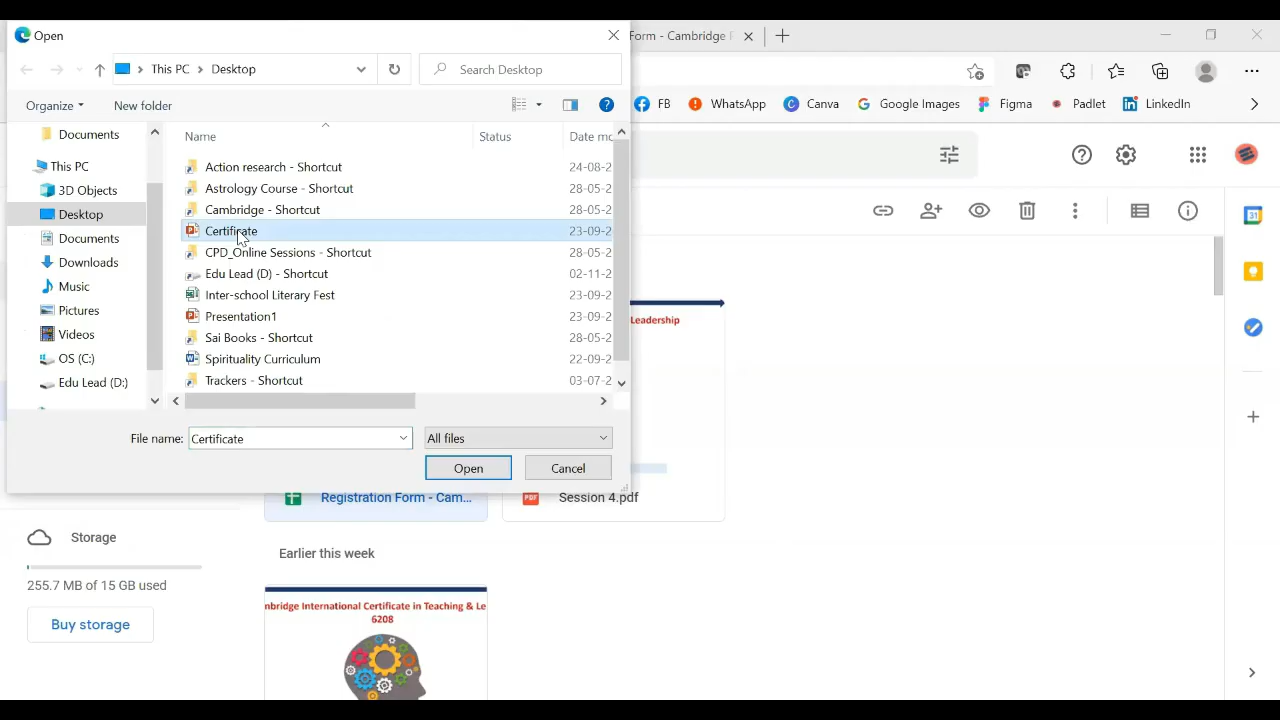 Open
Form - Cambridge
This PC
Desktop
Search Desktop
FB
WhatsApp
Canva
Google Images
Figma
Padlet
LinkedIn
Organize
New folder
Documents
This PC
3D Objects
Desktop
Documents
Downloads
Music
Pictures
Videos
OS (C:)
Edu Lead (D:)
Name
Status
Date mo
Action research - Shortcut
24-08-2
Astrology Course - Shortcut
28-05-2
Cambridge - Shortcut
28-05-2
Certificate
23-09-2
CPD_Online Sessions - Shortcut
28-05-2
Edu Lead (D) - Shortcut
02-11-2
Inter-school Literary Fest
23-09-2
Presentation1
23-09-2
Sai Books - Shortcut
28-05-2
Spirituality Curriculum
22-09-2
Trackers - Shortcut
03-07-2
File name:
Certificate
All files
Open
Cancel
Leadership
Registration Form - Cam...
PDF
Session 4.pdf
Storage
255.7 MB of 15 GB used
Buy storage
Earlier this week
nbridge International Certificate in Teaching & Le
6208
31